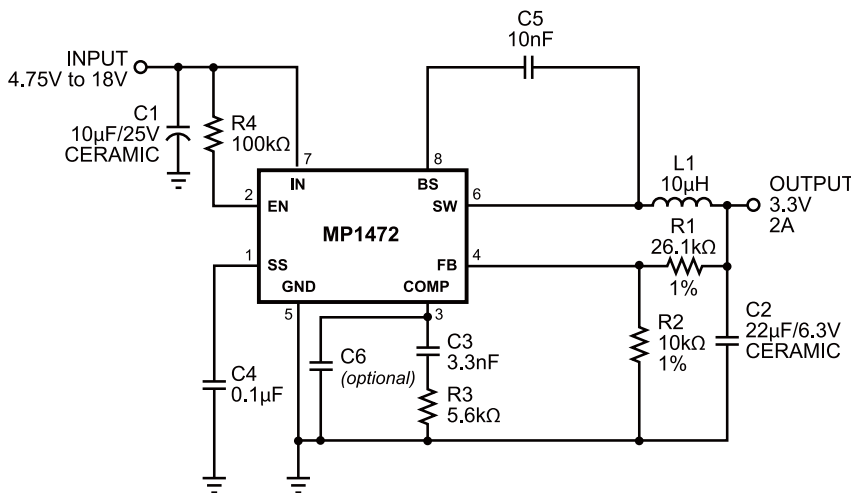 C5
10nF
INPUT
4.75V to 18V
C1
10µF/25V
CERAMIC
R4
100kΩ
7
8
IN
BS
2
EN
SW
6
L1
10µH
OUTPUT
3.3V
2A
MP1472
1
SS
FB
4
R1
26.1kΩ
1%
GND
COMP
5
3
C4
0.1µF
C6
(optional)
C3
3.3nF
R3
5.6kΩ
R2
10kΩ
1%
C2
22µF/6.3V
CERAMIC